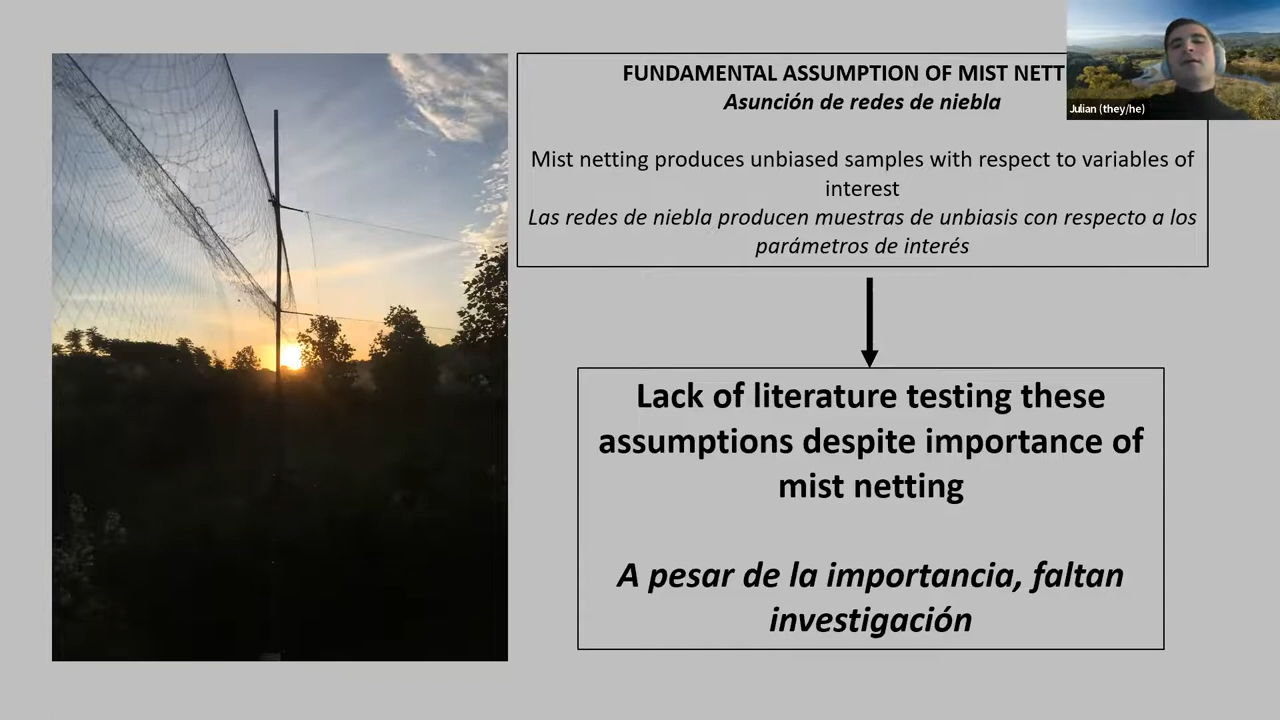 FUNDAMENTAL ASSUMPTION OF MIST NETT
Asunción de redes de niebla
Mist netting produces unbiased samples with respect to variables of
interest
Las redes de niebla producen muestras de unbiasis con respecto a los
parámetros de interés
Lack of literature testing these
assumptions despite importance of
mist netting
A pesar de la importancia, faltan
investigación
Julian (they/he)